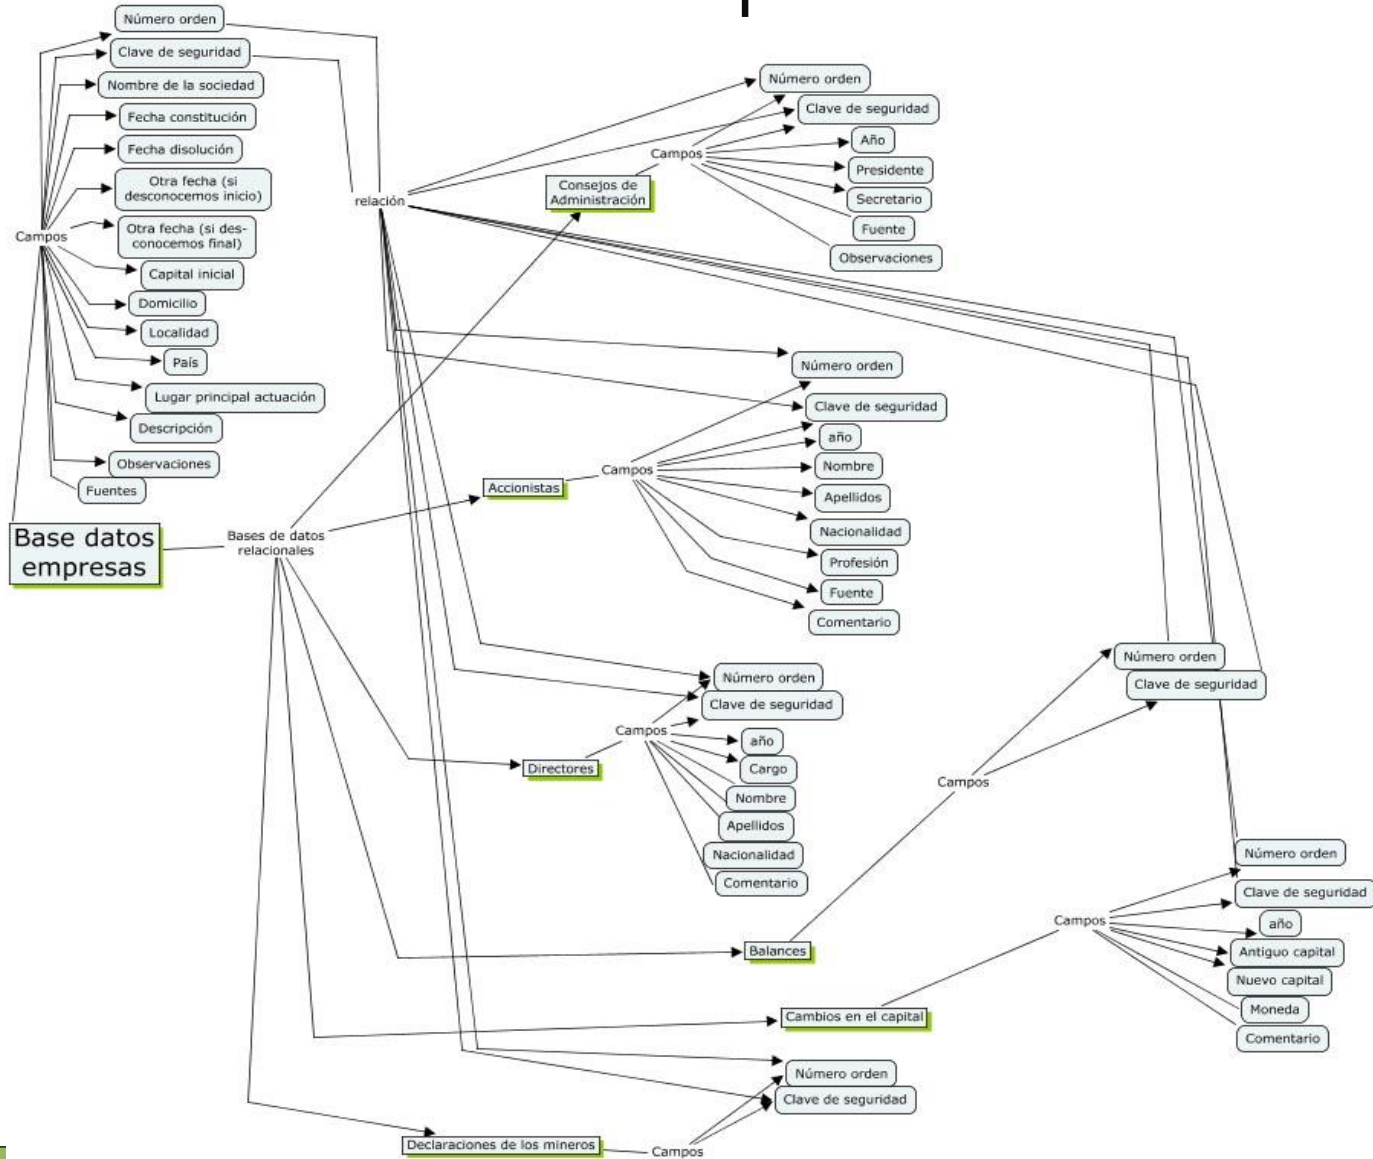 Número orden
Clave de seguridad
Nombre de la sociedad
Fecha constitución
Fecha disolución
Otra fecha (si
desconocemos inicio)
Otra fecha (si des-
conocemos final)
Campos
Capital inicial
Domicilio
Localidad
País
Lugar principal actuación
Descripción
Observaciones
Fuentes
Base datos
empresas
Bases de datos
relacionales
relación
Consejos de
Administración
Campos
Número orden
Clave de seguridad
Año
Presidente
Secretario
Fuente
Observaciones
Accionistas
Campos
Número orden
Clave de seguridad
año
Nombre
Apellidos
Nacionalidad
Profesión
Fuente
Comentario
Directores
Campos
Número orden
Clave de seguridad
año
Cargo
Nombre
Apellidos
Nacionalidad
Comentario
Balances
Campos
Número orden
Clave de seguridad
Cambios en el capital
Campos
Número orden
Clave de seguridad
año
Antiguo capital
Nuevo capital
Moneda
Comentario
Declaraciones de los mineros
Campos
Número orden
Clave de seguridad